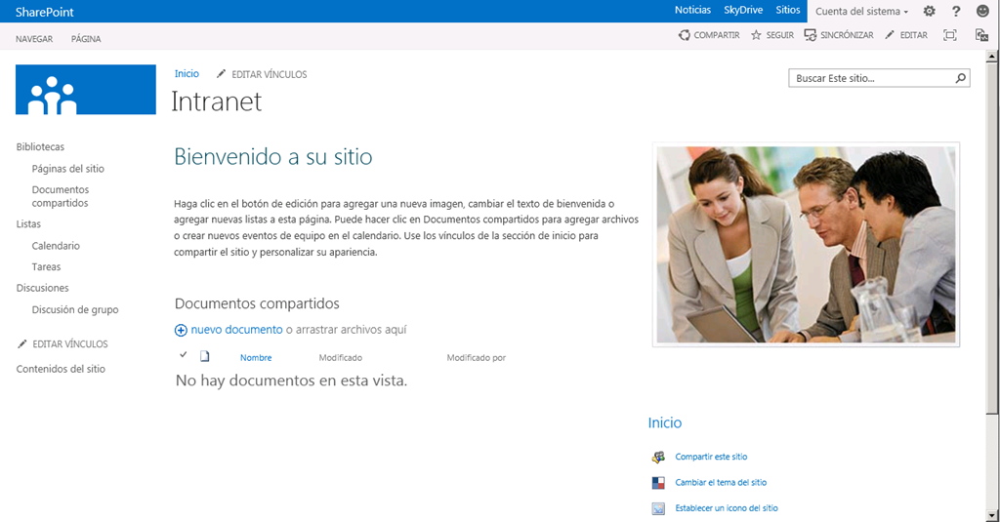 SharePoint
Noticias SkyDrive Sitios Cuenta del sistema
NAVEGAR PÁGINA
COMPARTIR SEGUIR SINCRÓNIZAR EDITAR
Inicio EDITAR VÍNCULOS
Buscar Este sitio...
Intranet
Bibliotecas
Páginas del sitio
Documentos
compartidos
Listas
Calendario
Tareas
Discusiones
Discusión de grupo
EDITAR VÍNCULOS
Contenidos del sitio
Bienvenido a su sitio
Haga clic en el botón de edición para agregar una nueva imagen, cambiar el texto de bienvenida o
agregar nuevas listas a esta página. Puede hacer clic en Documentos compartidos para agregar archivos
o crear nuevos eventos de equipo en el calendario. Use los vínculos de la sección de inicio para
compartir el sitio y personalizar su apariencia.
Documentos compartidos
nuevo documento o arrastrar archivos aquí
Nombre Modificado Modificado por
No hay documentos en esta vista.
Inicio
Compartir este sitio
Cambiar el tema del sitio
Establecer un icono del sitio